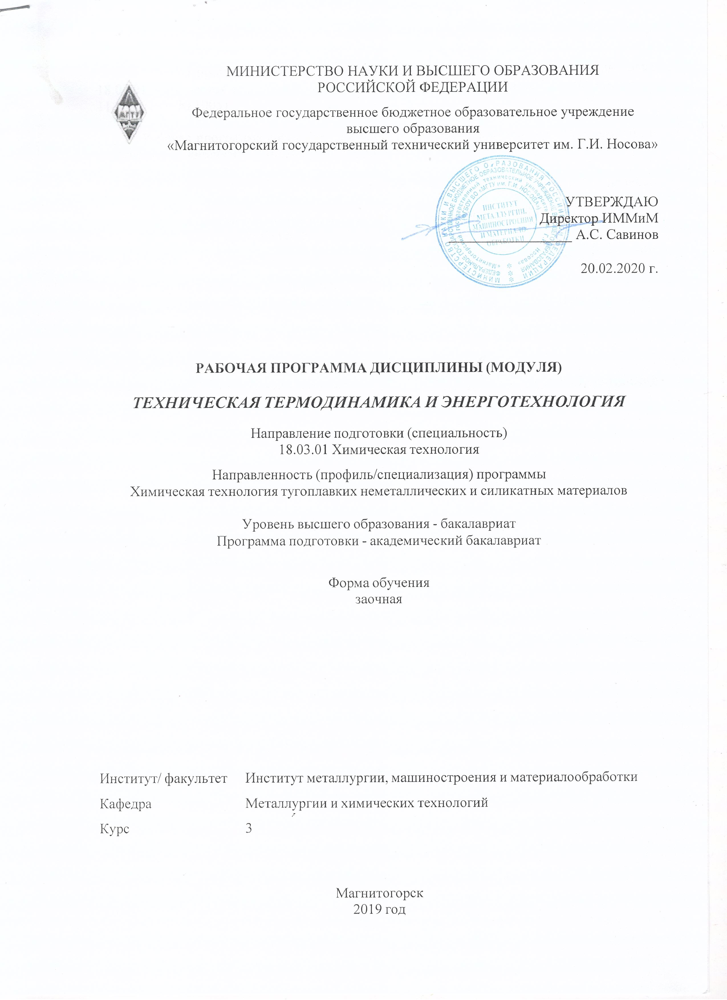 МИНИСТЕРСТВО НАУКИ И ВЫСШЕГО ОБРАЗОВАНИЯ
РОССИЙСКОЙ ФЕДЕРАЦИИ
Федеральное государственное бюджетное образовательное учреждение
высшего образования
«Магнитогорский государственный технический университет им. Г.И. Носова»
УТВЕРЖДАЮ
Директор ИММиМ
А.С. Савинов
20.02.2020 г.
ИНСТИТУТ
МЕТАЛЛУРГИИ,
МАШИНОСТРОЕНИЯ
И МАТЕРИАЛО-
ОБРАБОТКИ
РАБОЧАЯ ПРОГРАММА ДИСЦИПЛИНЫ (МОДУЛЯ)
ТЕХНИЧЕСКАЯ ТЕРМОДИНАМИКА И ЭНЕРГОТЕХНОЛОГИЯ
Направление подготовки (специальность)
18.03.01 Химическая технология
Направленность (профиль/специализация) программы
Химическая технология тугоплавких неметаллических и силикатных материалов
Уровень высшего образования - бакалавриат
Программа подготовки - академический бакалавриат
Форма обучения
заочная
Институт/ факультет Институт металлургии, машиностроения и материалообработки
Кафедра Металлургии и химических технологий
Курс 3
Магнитогорск
2019 год